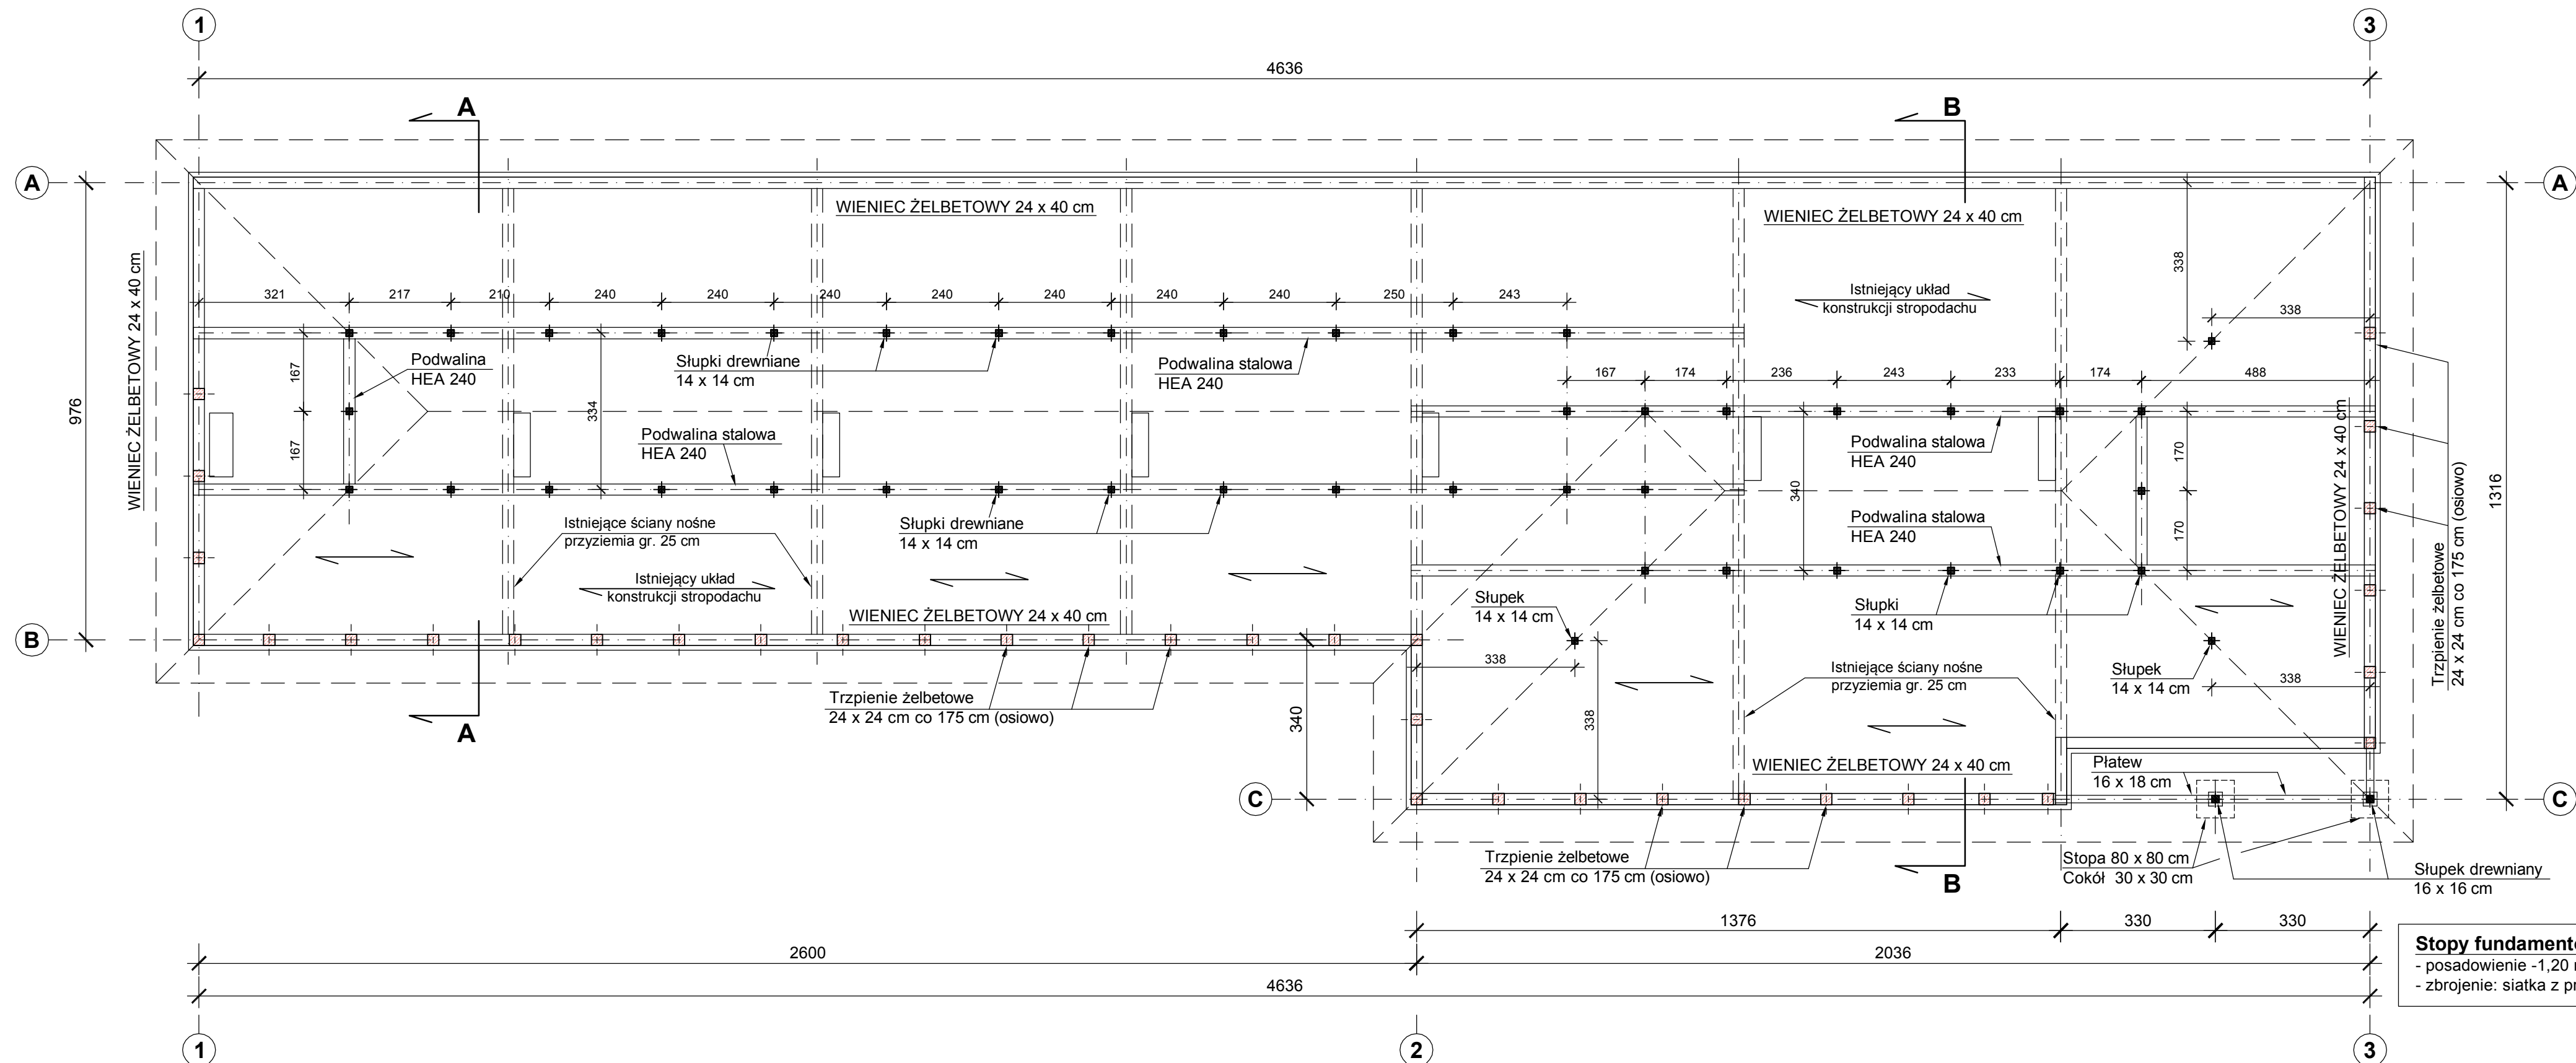 1
3
4636
A
B
A
A
WIENIEC ŻELBETOWY 24 x 40 cm
WIENIEC ŻELBETOWY 24 x 40 cm
WIENIEC ŻELBETOWY 24 x 40 cm
976
321
217
210
240
240
240
240
240
240
240
250
243
Istniejący układ
konstrukcji stropodachu
338
338
Podwalina
HEA 240
Słupki drewniane
14 x 14 cm
Podwalina stalowa
HEA 240
167
174
236
243
233
174
488
167
167
334
Podwalina stalowa
HEA 240
Podwalina stalowa
HEA 240
340
170
170
WIENIEC ŻELBETOWY 24 x 40 cm
Trzpienie żelbetowe
24 x 24 cm co 175 cm (osiowo)
1316
Istniejące ściany nośne
przyziemia gr. 25 cm
Słupki drewniane
14 x 14 cm
Podwalina stalowa
HEA 240
Istniejący układ
konstrukcji stropodachu
WIENIEC ŻELBETOWY 24 x 40 cm
Słupek
14 x 14 cm
Słupki
14 x 14 cm
B
338
338
340
Istniejące ściany nośne
przyziemia gr. 25 cm
Słupek
14 x 14 cm
338
Trzpienie żelbetowe
24 x 24 cm co 175 cm (osiowo)
A
WIENIEC ŻELBETOWY 24 x 40 cm
Płatew
16 x 18 cm
C
C
Trzpienie żelbetowe
24 x 24 cm co 175 cm (osiowo)
B
Stopa 80 x 80 cm
Cokół 30 x 30 cm
Słupek drewniany
16 x 16 cm
1376
330
330
2600
2036
4636
Stopy fundament
- posadowienie -1,20
- zbrojenie: siatka z
1
2
3